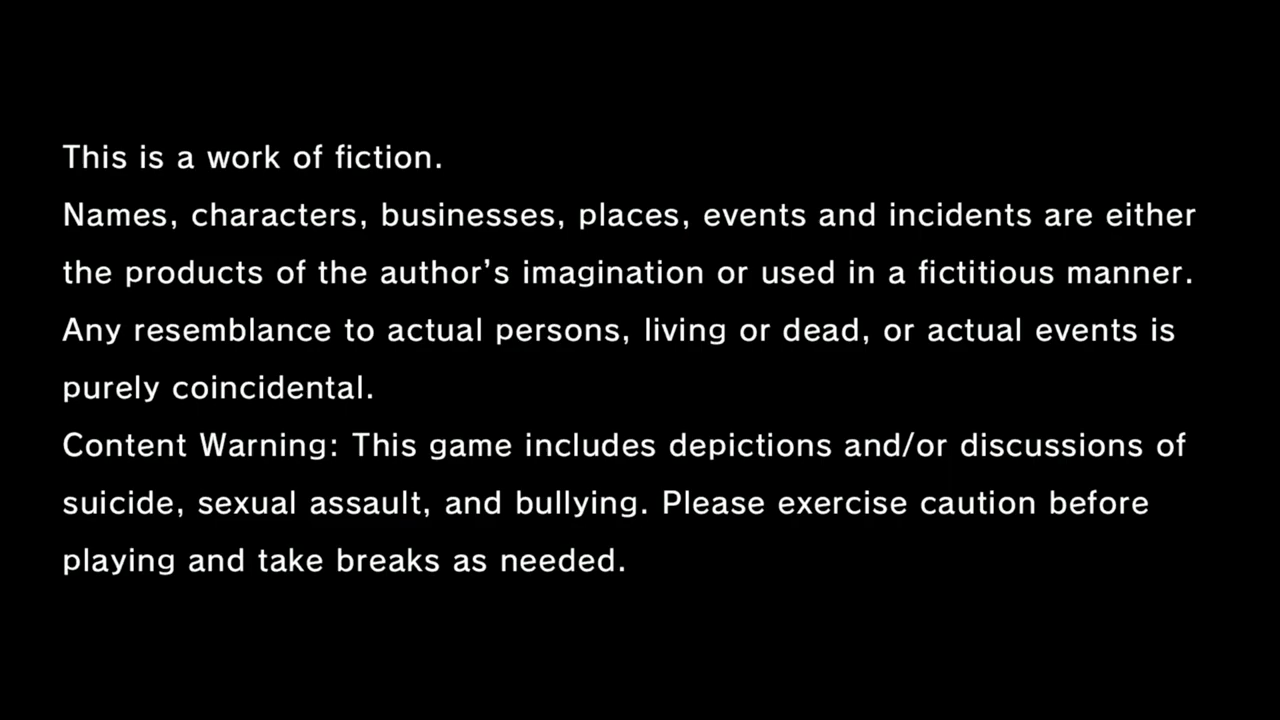 This is a work of fiction.
Names, characters, businesses, places, events and incidents are either
the products of the author’s imagination or used in a fictitious manner.
Any resemblance to actual persons, living or dead, or actual events is
purely coincidental.
Content Warning: This game includes depictions and/or discussions of
suicide, sexual assault, and bullying. Please exercise caution before
playing and take breaks as needed.